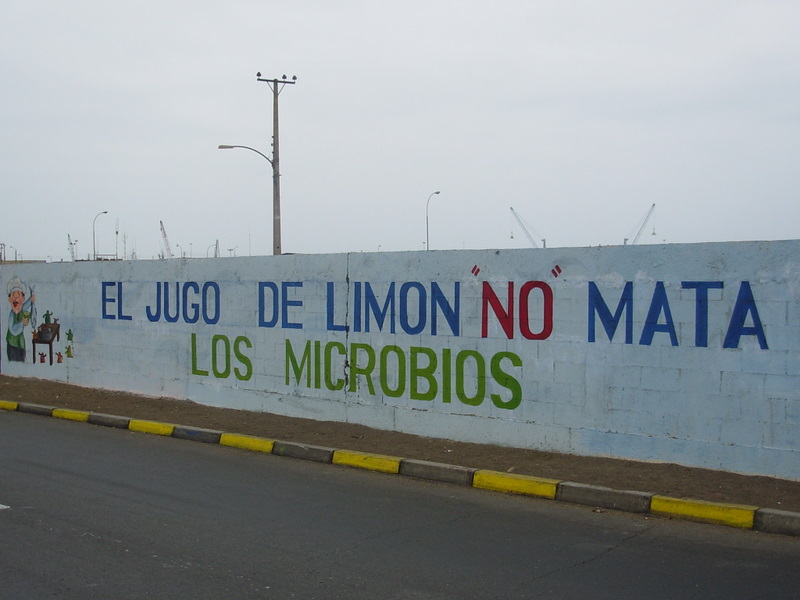 EL JUGO DE LIMON "NO" MATA
LOS MICROBIOS